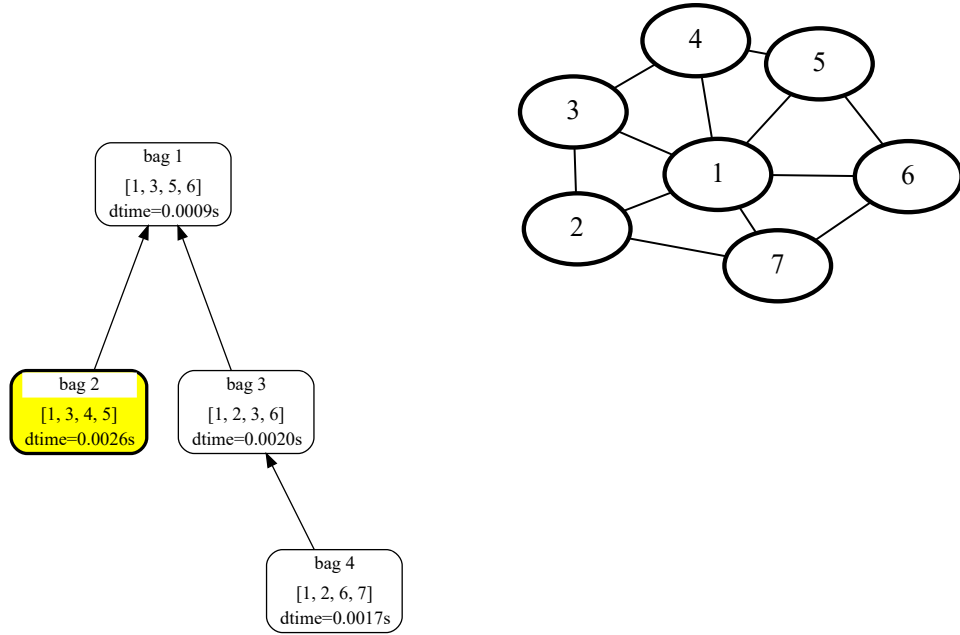 bag 1
[1, 3, 5, 6]
dtime=0.0009s
bag 2
[1, 3, 4, 5]
dtime=0.0026s
bag 3
[1, 2, 3, 6]
dtime=0.0020s
bag 4
[1, 2, 6, 7]
dtime=0.0017s
4
5
3
1
6
2
7